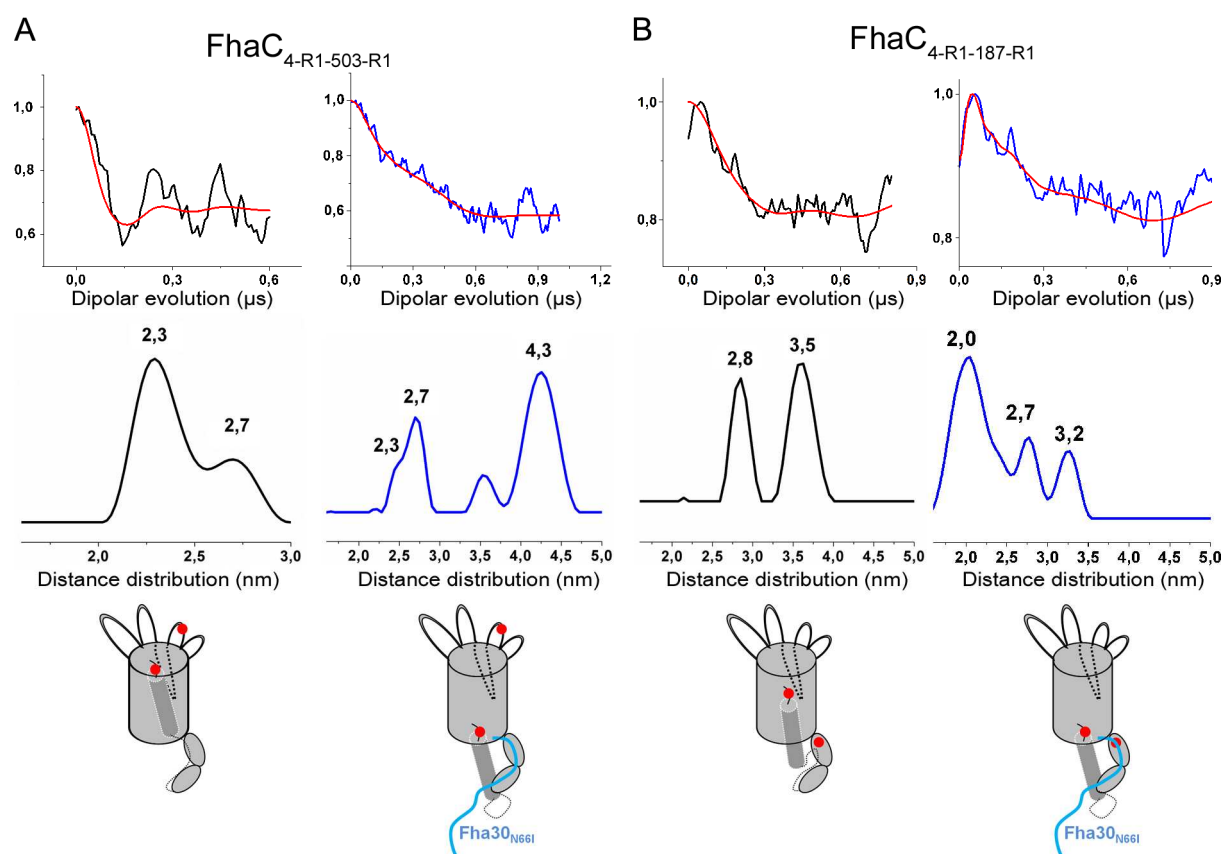 A
FhaC4-R1-503-R1
B
FhaC4-R1-187-R1
1,0
0,8
0,6
0,0 0,3 0,6
Dipolar evolution (µs)
1,0
0,8
0,6
0,0 0,3 0,6 0,9 1,2
Dipolar evolution (µs)
1,0
0,8
0,0 0,3 0,6 0,9
Dipolar evolution (µs)
1,0
0,8
0,0 0,3 0,6 0,9
Dipolar evolution (µs)
2,3
2,7
2,0 2,5 3,0
Distance distribution (nm)
2,3
2,7
4,3
2,0 2,5 3,0 3,5 4,0 4,5 5,0
Distance distribution (nm)
2,8
3,5
2,0 2,5 3,0 3,5 4,0 4,5 5,0
Distance distribution (nm)
2,0
2,7
3,2
2,0 2,5 3,0 3,5 4,0 4,5 5,0
Distance distribution (nm)
Fha30N66I
Fha30N66I